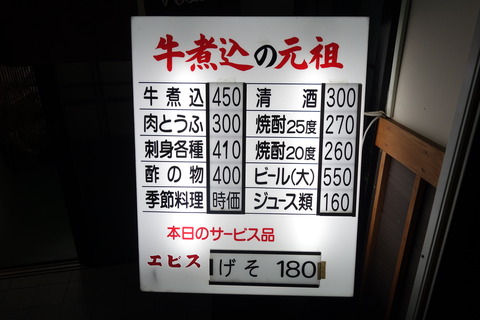 牛煮込の元祖
牛煮込 450 清酒 300
肉とうふ 300 焼酎25度 270
刺身各種 410 焼酎20度 260
酢の物 400 ビール(大) 550
季節料理 時価 ジュース類 160
本日のサービス品
エビス げそ 180